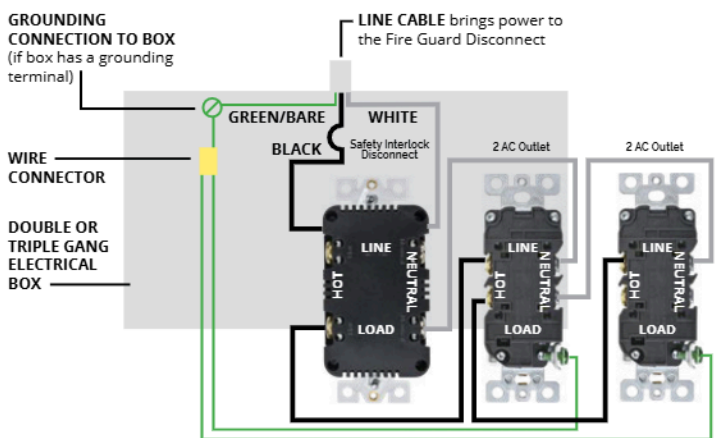 GROUNDING
CONNECTION TO BOX
(if box has a grounding
terminal)
LINE CABLE brings power to
the Fire Guard Disconnect
GREEN/BARE
WHITE
BLACK
Safety Interlock
Disconnect
2 AC Outlet
2 AC Outlet
WIRE
CONNECTOR
DOUBLE OR
TRIPLE GANG
ELECTRICAL
BOX
LINE
HOT
NEUTRAL
LOAD
LINE
HOT
NEUTRAL
LOAD
LINE
HOT
NEUTRAL
LOAD